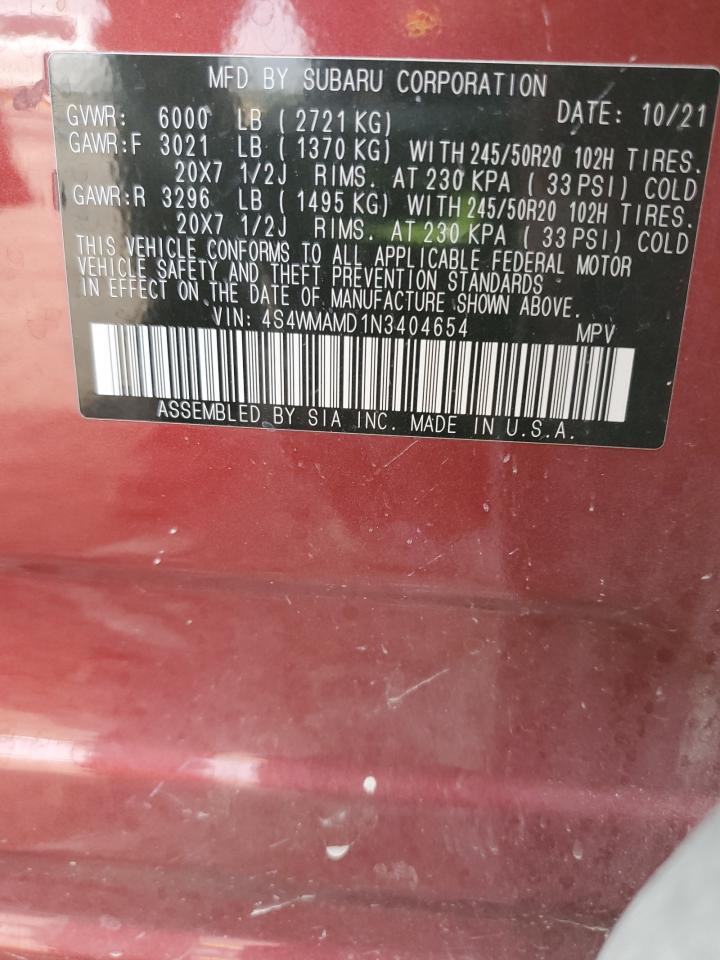 MFD BY SUBARU CORPORATION
GVWR: 6000 LB ( 2721 KG) DATE: 10/21
GAWR:F 3021 LB ( 1370 KG) WITH 245/50R20 102H TIRES.
20X7 1/2J RIMS. AT 230 KPA ( 33 PSI) COLD
GAWR:R 3296 LB ( 1495 KG) WITH 245/50R20 102H TIRES.
20X7 1/2J RIMS. AT 230 KPA ( 33 PSI) COLD
THIS VEHICLE CONFORMS TO ALL APPLICABLE FEDERAL MOTOR
VEHICLE SAFETY AND THEFT PREVENTION STANDARDS
IN EFFECT ON THE DATE OF MANUFACTURE SHOWN ABOVE.
VIN: 4S4WMAMD1N3404654 MPV
ASSEMBLED BY SIA INC. MADE IN U.S.A.